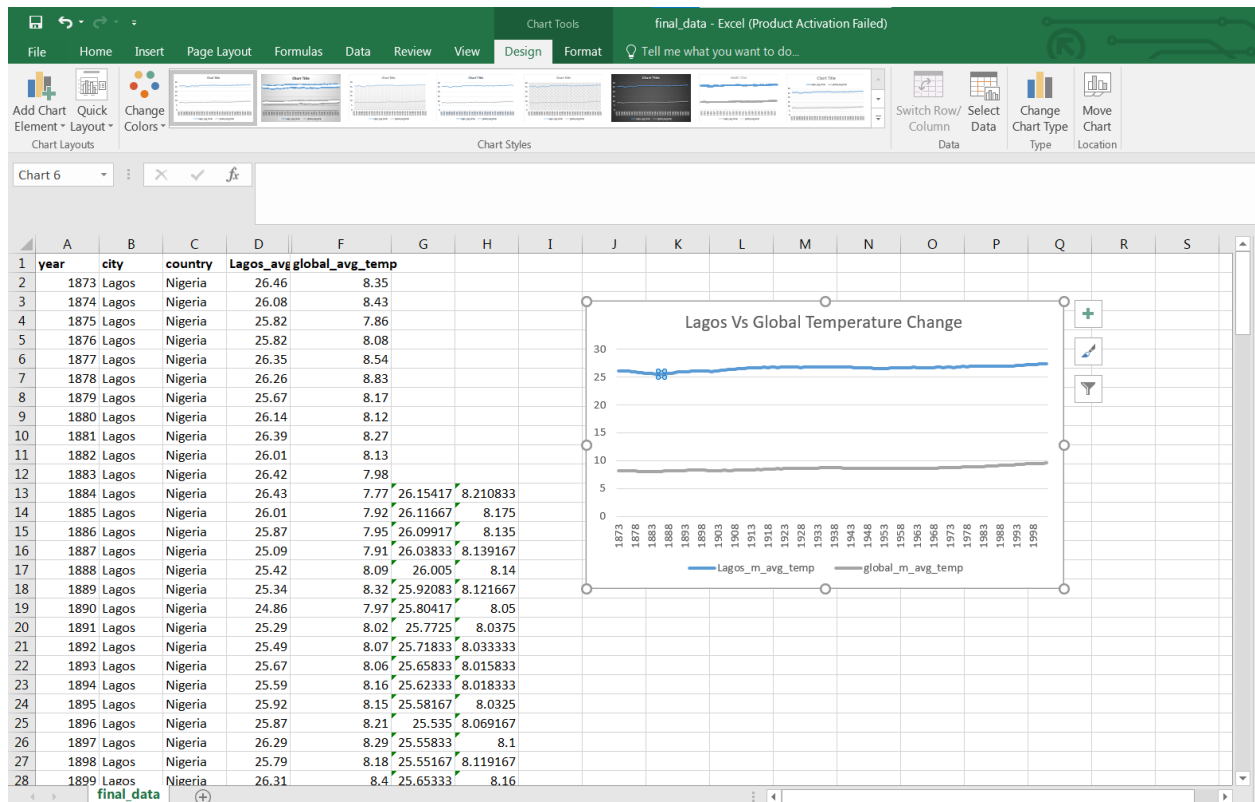 Chart Tools final_data - Excel (Product Activation Failed)
File Home Insert Page Layout Formulas Data Review View Design Format Tell me what you want to do...
Add Chart Element Quick Layout Change Colors Switch Row/ Column Select Data Change Chart Type Move Chart
Chart Layouts Chart Styles Data Type Location
Chart 6 fx
A B C D F G H I J K L M N O P Q R S
1 year city country Lagos_avg global_avg_temp
2 1873 Lagos Nigeria 26.46 8.35
3 1874 Lagos Nigeria 26.08 8.43
4 1875 Lagos Nigeria 25.82 7.86
5 1876 Lagos Nigeria 25.82 8.08
6 1877 Lagos Nigeria 26.35 8.54
7 1878 Lagos Nigeria 26.26 8.83
8 1879 Lagos Nigeria 25.67 8.17
9 1880 Lagos Nigeria 26.14 8.12
10 1881 Lagos Nigeria 26.39 8.27
11 1882 Lagos Nigeria 26.01 8.13
12 1883 Lagos Nigeria 26.42 7.98
13 1884 Lagos Nigeria 26.43 7.77 26.15417 8.210833
14 1885 Lagos Nigeria 26.01 7.92 26.11667 8.175
15 1886 Lagos Nigeria 25.87 7.95 26.09917 8.135
16 1887 Lagos Nigeria 25.09 7.91 26.03833 8.139167
17 1888 Lagos Nigeria 25.42 8.09 26.005 8.14
18 1889 Lagos Nigeria 25.34 8.32 25.92083 8.121667
19 1890 Lagos Nigeria 24.86 7.97 25.80417 8.05
20 1891 Lagos Nigeria 25.29 8.02 25.7725 8.0375
21 1892 Lagos Nigeria 25.49 8.07 25.71833 8.033333
22 1893 Lagos Nigeria 25.67 8.06 25.65833 8.015833
23 1894 Lagos Nigeria 25.59 8.16 25.62333 8.018333
24 1895 Lagos Nigeria 25.92 8.15 25.58167 8.0325
25 1896 Lagos Nigeria 25.87 8.21 25.535 8.069167
26 1897 Lagos Nigeria 26.29 8.29 25.55833 8.1
27 1898 Lagos Nigeria 25.79 8.18 25.55167 8.119167
28 1899 Lagos Nigeria 26.31 8.4 25.65333 8.16
Lagos Vs Global Temperature Change
30
25
20
15
10
5
0
1873 1878 1883 1888 1893 1898 1903 1908 1913 1918 1923 1928 1933 1938 1943 1948 1953 1958 1963 1968 1973 1978 1983 1988 1993 1998
Lagos_m_avg_temp global_m_avg_temp
final_data